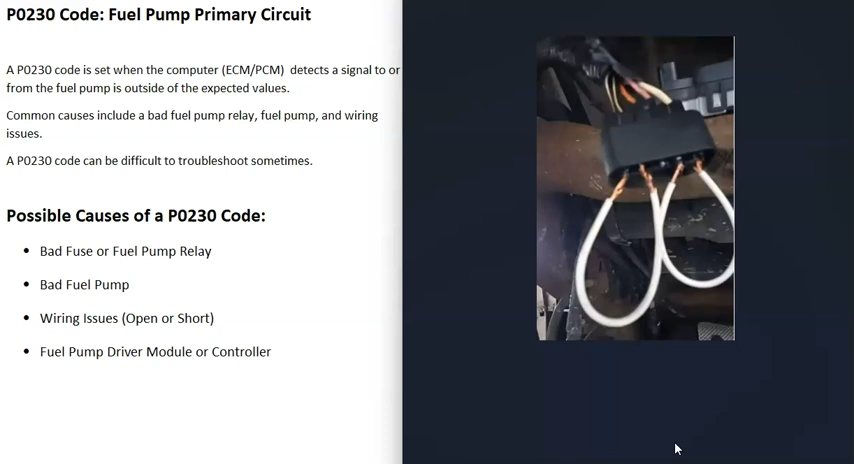 P0230 Code: Fuel Pump Primary Circuit
A P0230 code is set when the computer (ECM/PCM)  detects a signal to or
from the fuel pump is outside of the expected values.
Common causes include a bad fuel pump relay, fuel pump, and wiring
issues.
A P0230 code can be difficult to troubleshoot sometimes.
Possible Causes of a P0230 Code:
• Bad Fuse or Fuel Pump Relay
• Bad Fuel Pump
• Wiring Issues (Open or Short)
• Fuel Pump Driver Module or Controller